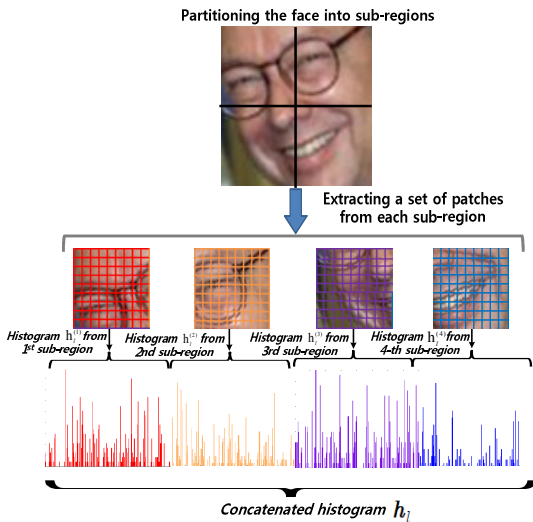 Partitioning the face into sub-regions
Extracting a set of patches
from each sub-region
Histogram h_l^(1) from
1st sub-region
Histogram h_l^(2) from
2nd sub-region
Histogram h_l^(3) from
3rd sub-region
Histogram h_l^(4) from
4-th sub-region
Concatenated histogram h_l